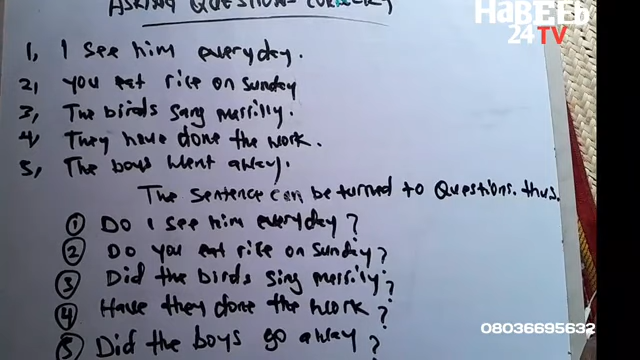 ASKING QUESTIONS CORRECTLY
HaBEEb
24TV
1, I see him everyday.
2, you eat rice on Sunday
3, The birds sang merrilly.
4, They have done the work.
5, The boys went away.
The Sentence can be turned to Questions. thus.
① Do I see him everyday?
② Do you eat rice on Sunday?
③ Did the birds sing merrily?
④ Have they done the work?
⑤ Did the boys go away?
08036695632